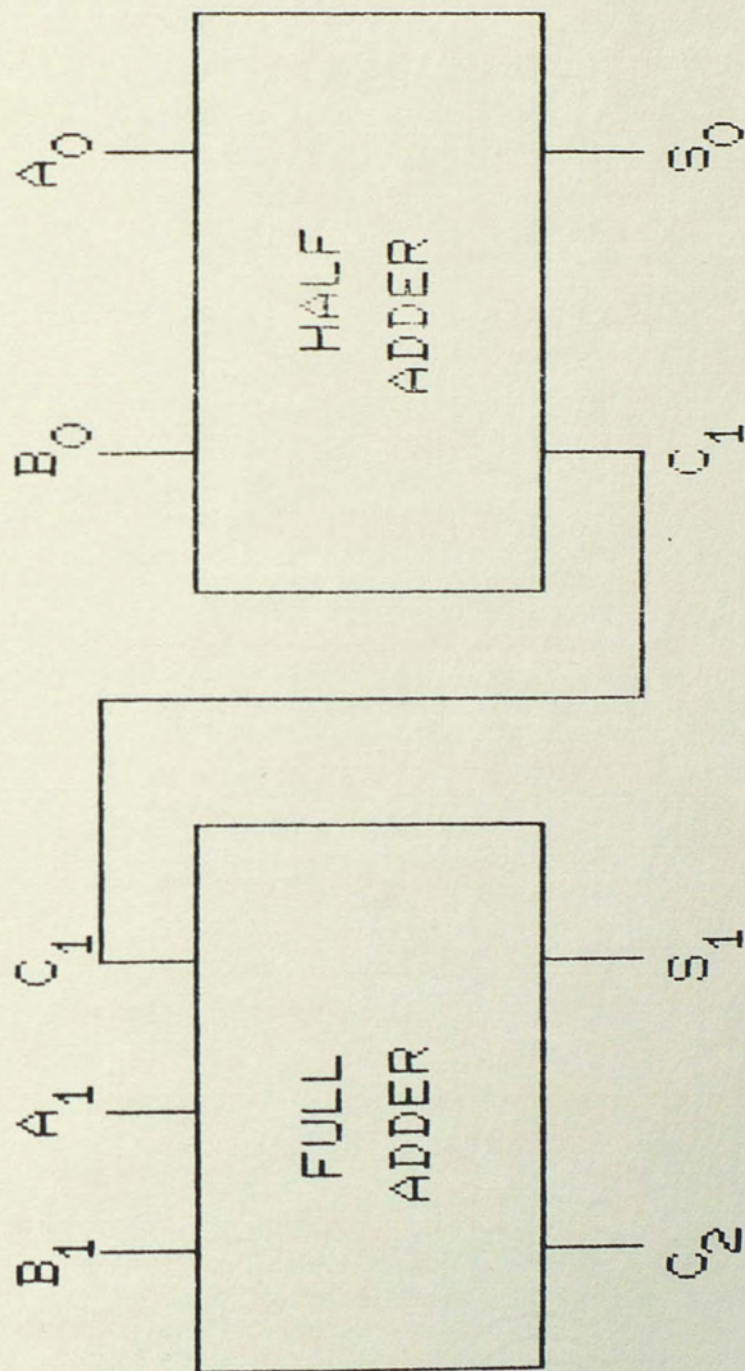 B₁ A₁ C₁ B₀ A₀
FULL
ADDER
HALF
ADDER
C₂ S₁ C₁ S₀